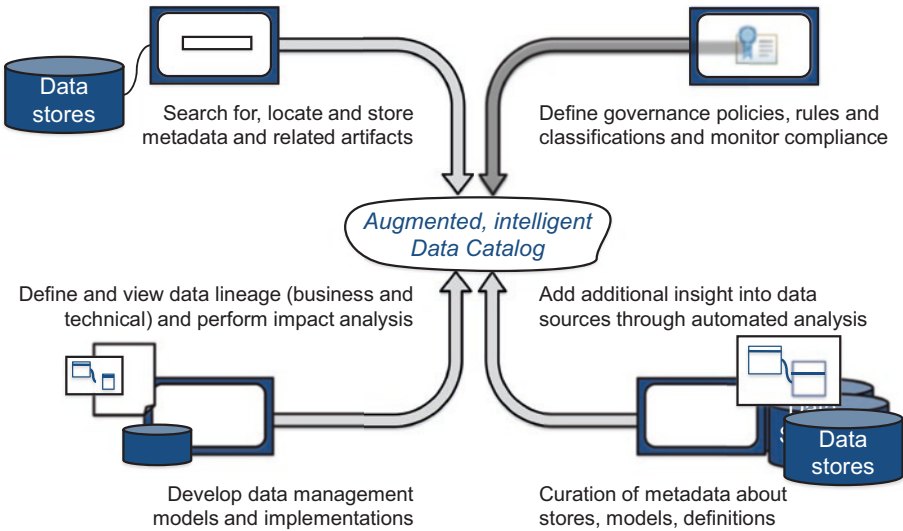 Data
stores
Search for, locate and store
metadata and related artifacts
Define governance policies, rules and
classifications and monitor compliance
Augmented, intelligent
Data Catalog
Define and view data lineage (business and
technical) and perform impact analysis
Add additional insight into data
sources through automated analysis
Develop data management
models and implementations
Curation of metadata about
stores, models, definitions
Data
stores